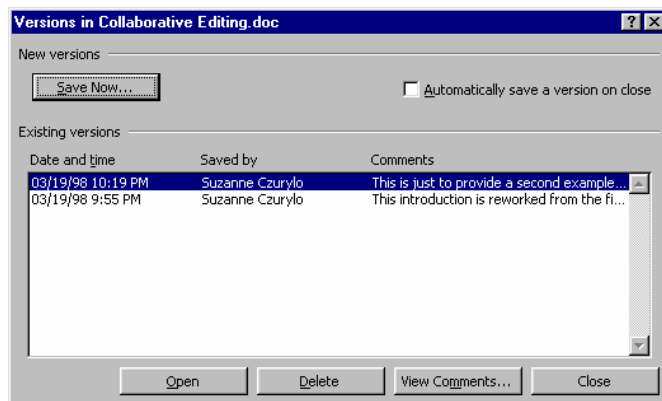 Versions in Collaborative Editing.doc
New versions
Save Now...
Automatically save a version on close
Existing versions
Date and time Saved by Comments
03/19/98 10:19 PM Suzanne Czurylo This is just to provide a second example...
03/19/98 9:55 PM Suzanne Czurylo This introduction is reworked from the fi...
Open Delete View Comments... Close